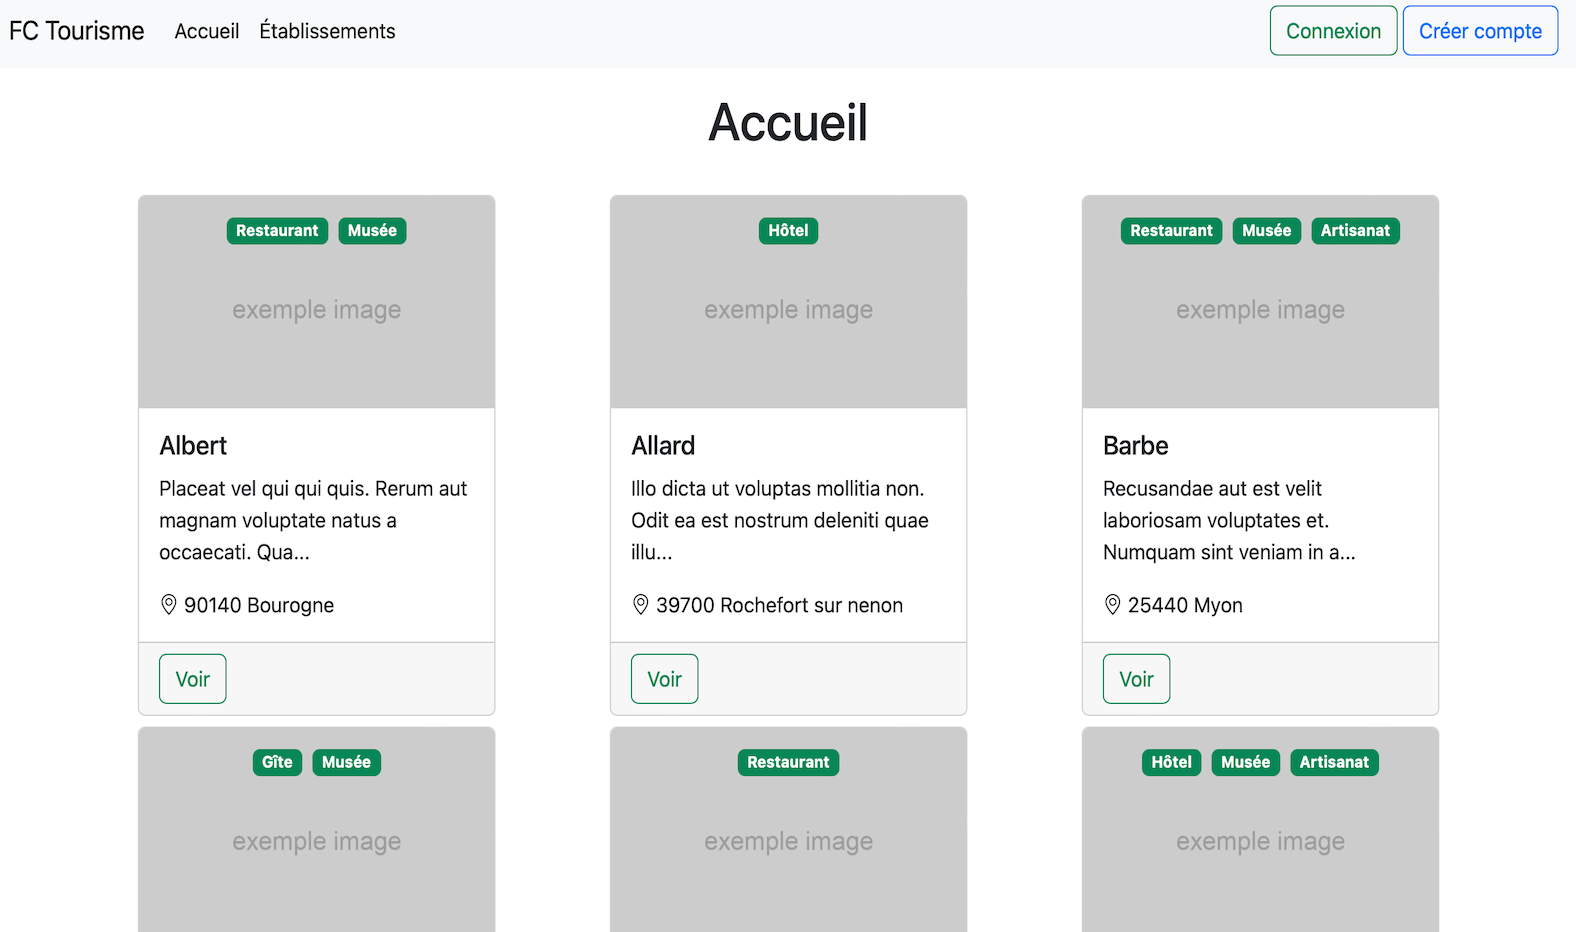 FC Tourisme Accueil Établissements Connexion Créer compte
Accueil
Restaurant Musée
exemple image
Albert
Placeat vel qui qui quis. Rerum aut
magnam voluptate natus a
occaecati. Qua...
90140 Bourogne
Voir
Hôtel
exemple image
Allard
Illo dicta ut voluptas mollitia non.
Odit ea est nostrum deleniti quae
illu...
39700 Rochefort sur nenon
Voir
Restaurant Musée Artisanat
exemple image
Barbe
Recusandae aut est velit
laboriosam voluptates et.
Numquam sint veniam in a...
25440 Myon
Voir
Gîte Musée
exemple image
Restaurant
exemple image
Hôtel Musée Artisanat
exemple image